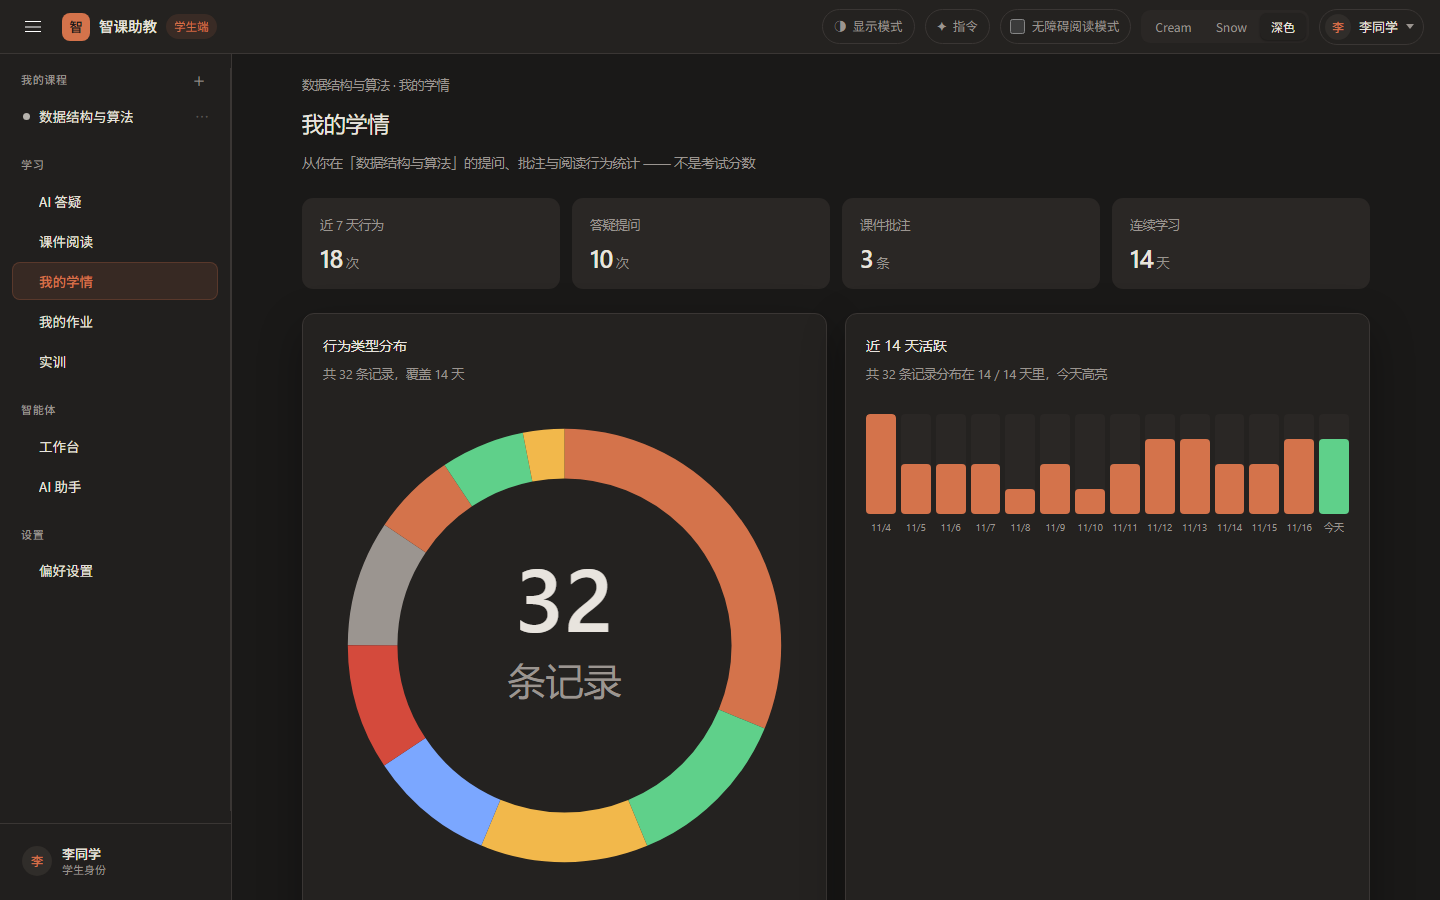 智 智课助教 学生端
显示模式 指令 无障碍阅读模式 Cream Snow 深色 李 李同学
我的课程
数据结构与算法
学习
AI 答疑
课件阅读
我的学情
我的作业
实训
智能体
工作台
AI 助手
设置
偏好设置
李 李同学
学生身份
数据结构与算法 · 我的学情
我的学情
从你在「数据结构与算法」的提问、批注与阅读行为统计 —— 不是考试分数
近 7 天行为
18 次
答疑提问
10 次
课件批注
3 条
连续学习
14 天
行为类型分布
共 32 条记录，覆盖 14 天
32
条记录
近 14 天活跃
共 32 条记录分布在 14 / 14 天里，今天高亮
11/4 11/5 11/6 11/7 11/8 11/9 11/10 11/11 11/12 11/13 11/14 11/15 11/16 今天